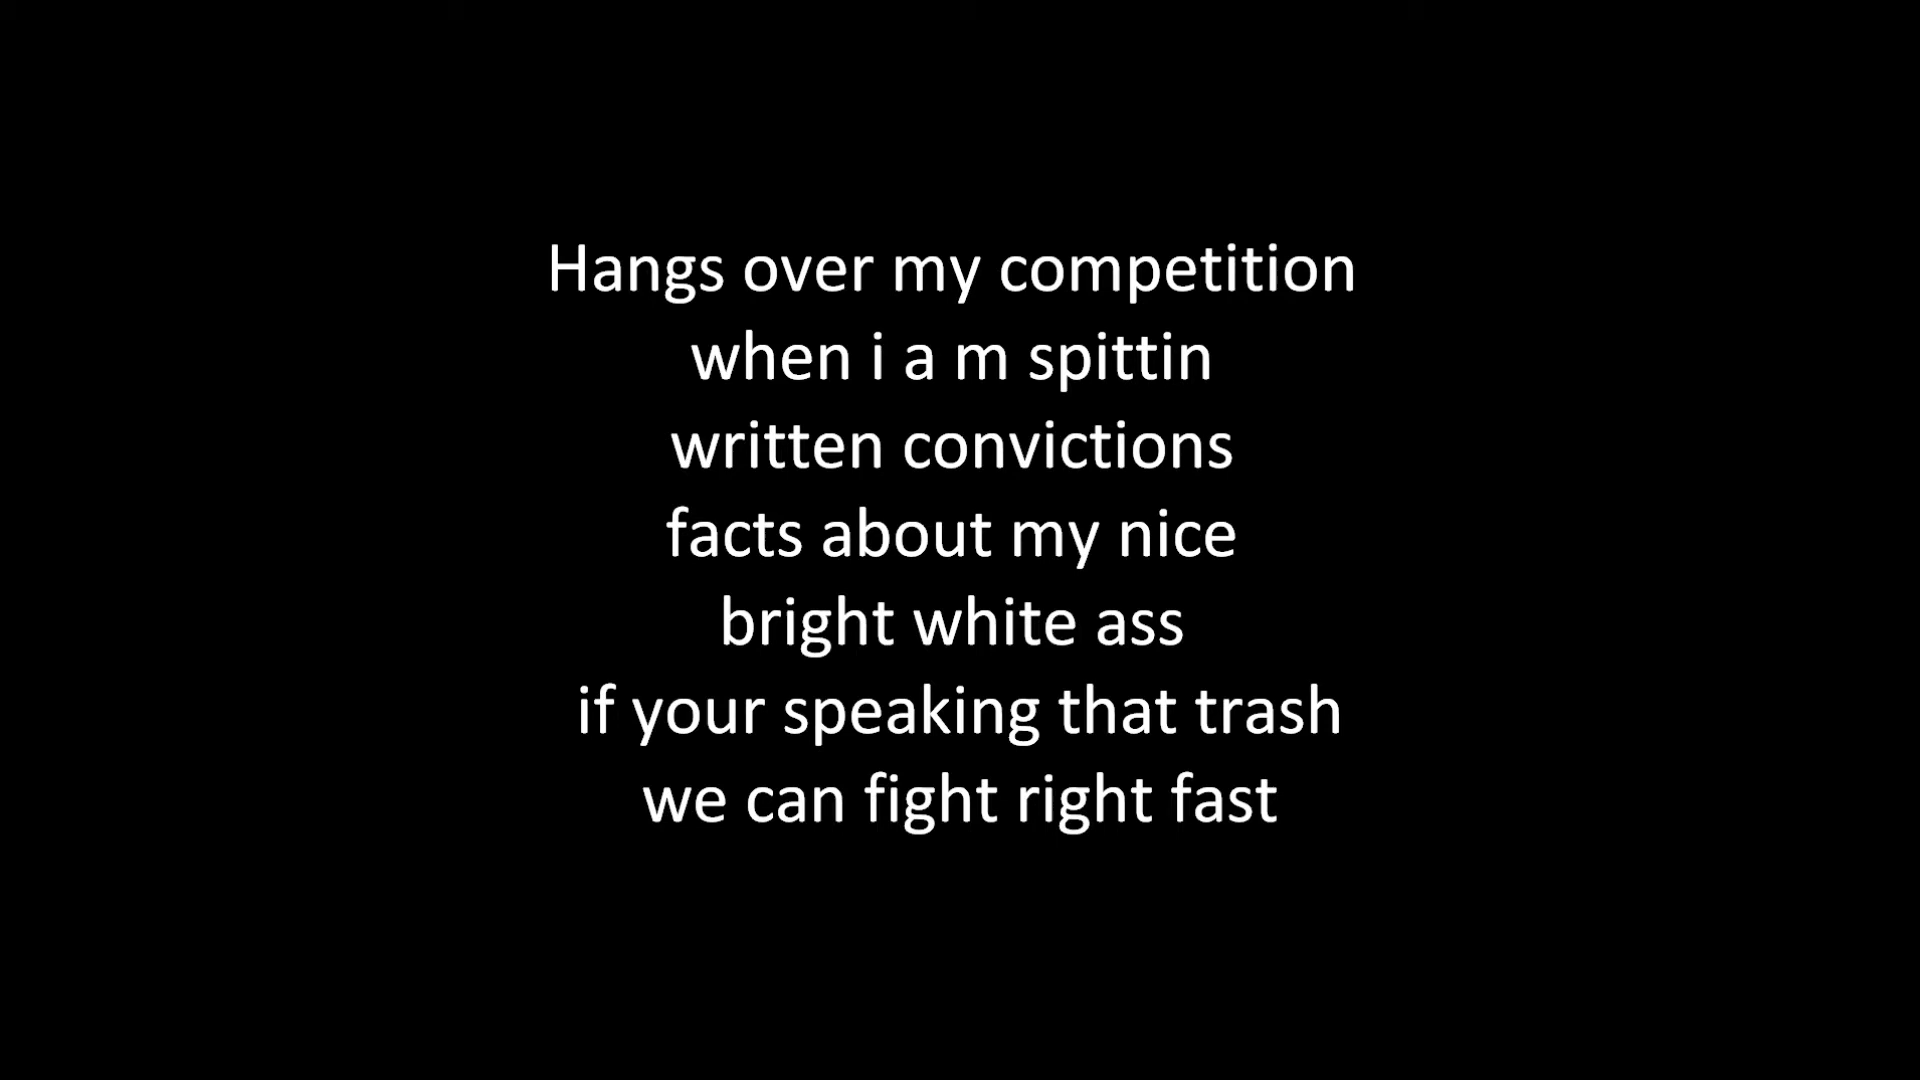 Hangs over my competition
when i a m spittin
written convictions
facts about my nice
bright white ass
if your speaking that trash
we can fight right fast